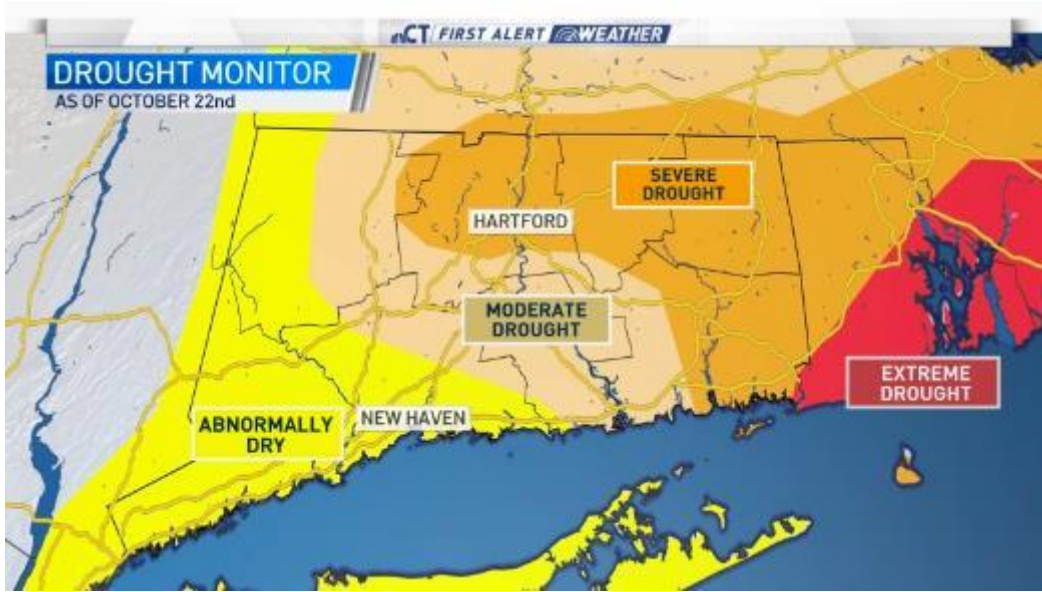 CT FIRST ALERT WEATHER
DROUGHT MONITOR
AS OF OCTOBER 22nd
SEVERE
DROUGHT
HARTFORD
MODERATE
DROUGHT
EXTREME
DROUGHT
ABNORMALLY
DRY
NEW HAVEN